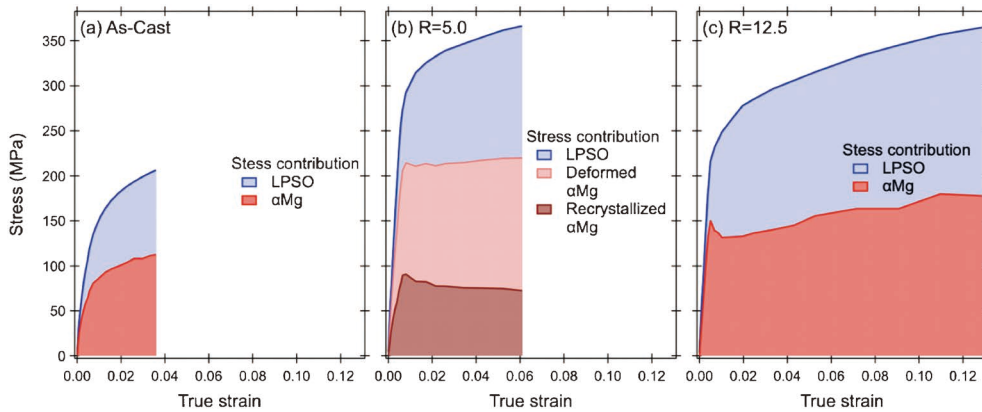 (a) As-Cast
(b) R=5.0
(c) R=12.5
350
300
250
200
150
100
50
0
Stress (MPa)
Stess contribution
LPSO
αMg
Stress contribution
LPSO
Deformed
αMg
Recrystallized
αMg
Stess contribution
LPSO
αMg
0.00 0.02 0.04 0.06 0.08 0.10 0.12
0.00 0.02 0.04 0.06 0.08 0.10 0.12
0.00 0.02 0.04 0.06 0.08 0.10 0.12
True strain
True strain
True strain